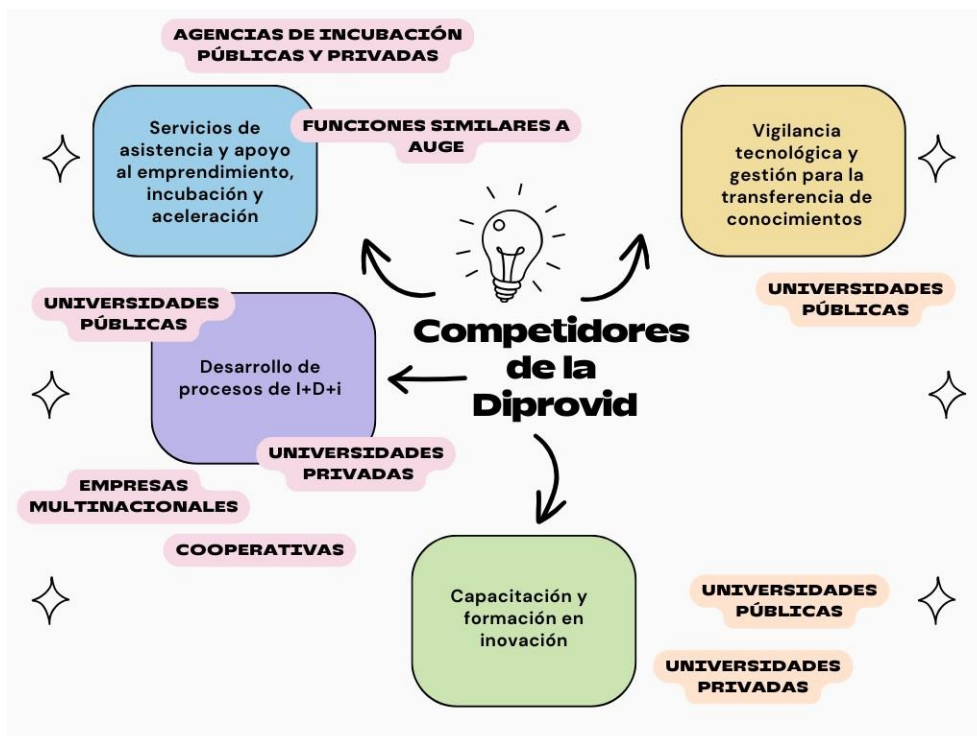 AGENCIAS DE INCUBACIÓN
PÚBLICAS Y PRIVADAS
Servicios de
asistencia y apoyo
al emprendimiento,
incubación y
aceleración
FUNCIONES SIMILARES A
AUGE
Vigilancia
tecnológica y
gestión para la
transferencia de
conocimientos
UNIVERSIDADES
PÚBLICAS
UNIVERSIDADES
PÚBLICAS
Desarrollo de
procesos de I+D+i
Competidores
de la
Diprovid
UNIVERSIDADES
PRIVADAS
EMPRESAS
MULTINACIONALES
COOPERATIVAS
Capacitación y
formación en
inovación
UNIVERSIDADES
PÚBLICAS
UNIVERSIDADES
PRIVADAS